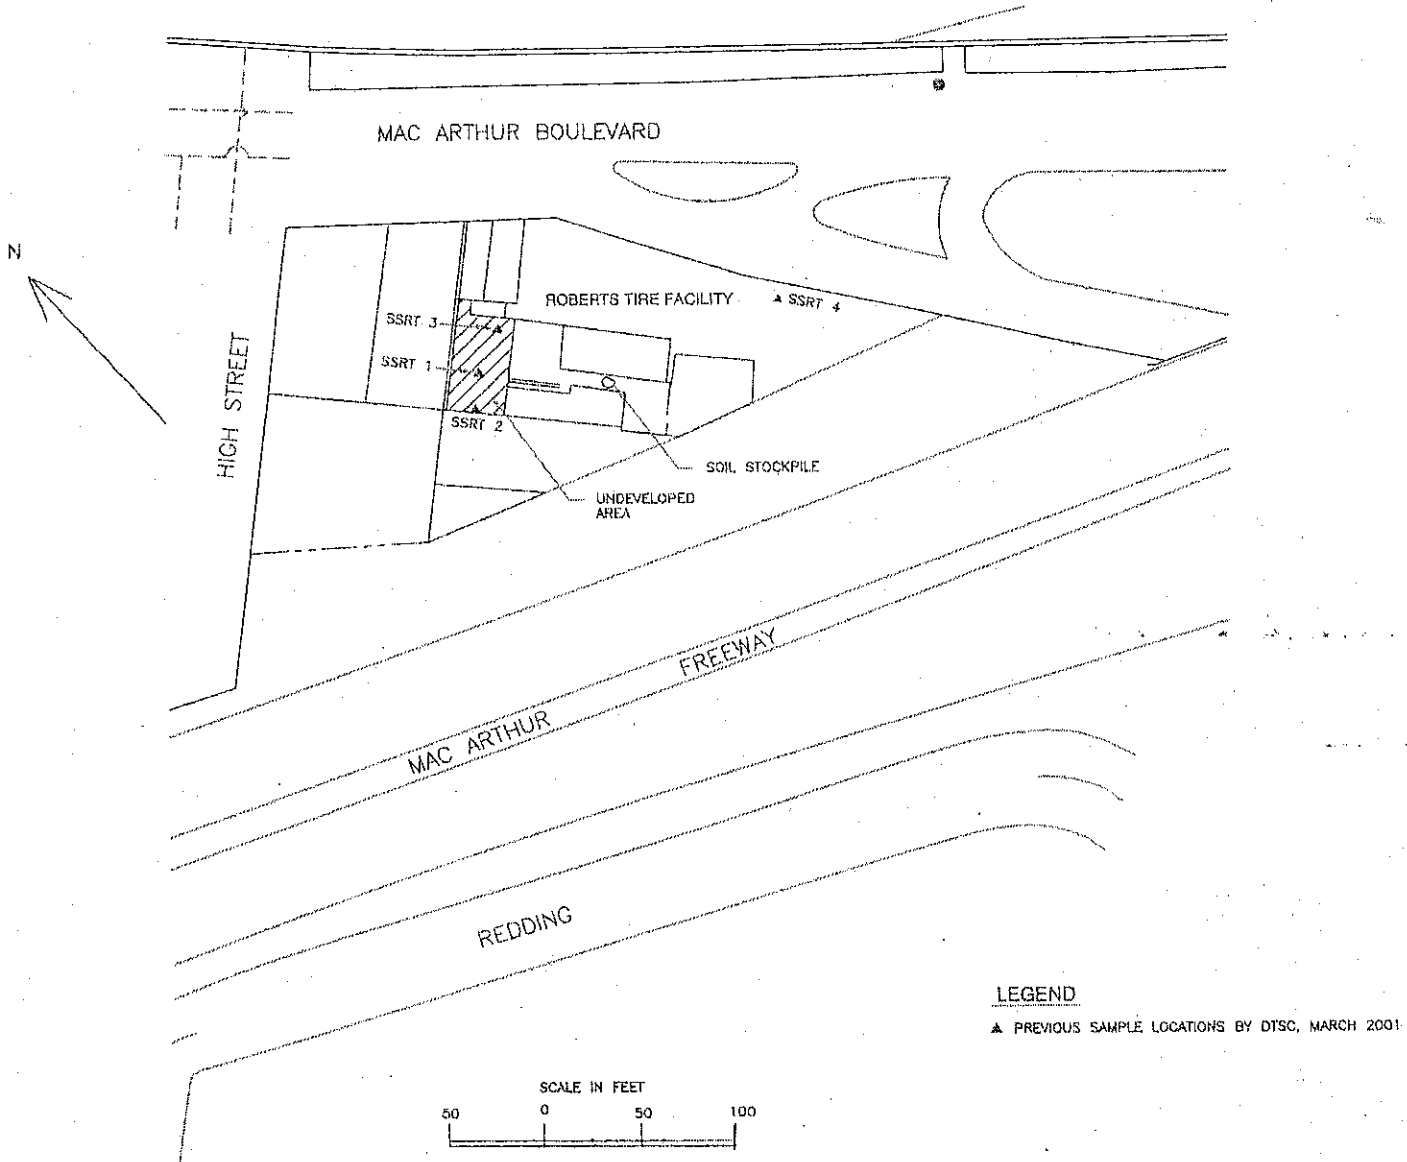 MAC ARTHUR BOULEVARD
N
ROBERTS TIRE FACILITY
SSRT 4
SSRT 3
SSRT 1
HIGH STREET
SSRT 2
SOIL STOCKPILE
UNDEVELOPED
AREA
MAC ARTHUR FREEWAY
REDDING
LEGEND
PREVIOUS SAMPLE LOCATIONS BY DTSC, MARCH 2001
SCALE IN FEET
50 0 50 100